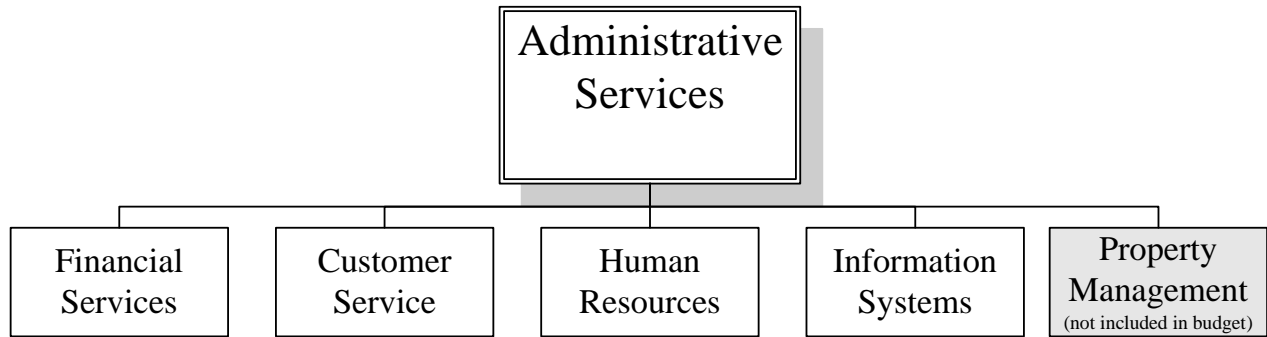 Administrative
Services
Financial
Services
Customer
Service
Human
Resources
Information
Systems
Property
Management
(not included in budget)